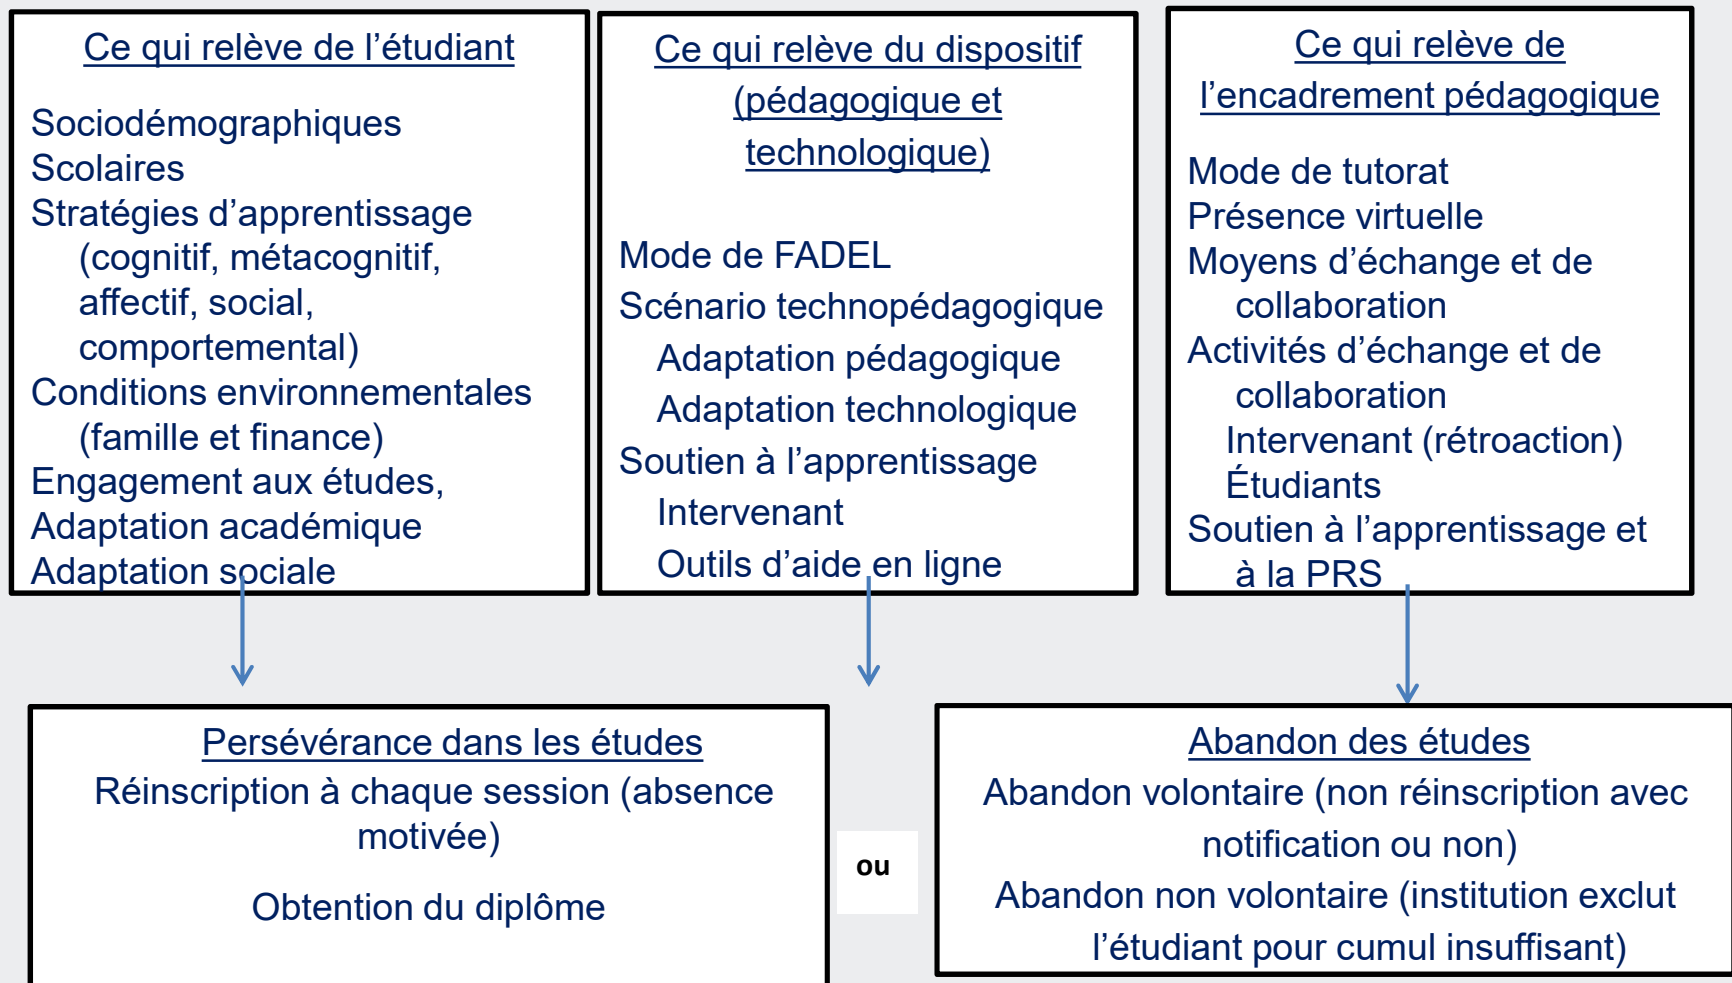 Ce qui relève de l’étudiant
Sociodémographiques
Scolaires
Stratégies d’apprentissage
(cognitif, métacognitif,
affectif, social,
comportemental)
Conditions environnementales
(famille et finance)
Engagement aux études,
Adaptation académique
Adaptation sociale
Ce qui relève du dispositif
(pédagogique et
technologique)
Mode de FADEL
Scénario technopédagogique
Adaptation pédagogique
Adaptation technologique
Soutien à l’apprentissage
Intervenant
Outils d’aide en ligne
Ce qui relève de
l’encadrement pédagogique
Mode de tutorat
Présence virtuelle
Moyens d’échange et de
collaboration
Activités d’échange et de
collaboration
Intervenant (rétroaction)
Étudiants
Soutien à l’apprentissage et
à la PRS
Persévérance dans les études
Réinscription à chaque session (absence
motivée)
Obtention du diplôme
ou
Abandon des études
Abandon volontaire (non réinscription avec
notification ou non)
Abandon non volontaire (institution exclut
l’étudiant pour cumul insuffisant)